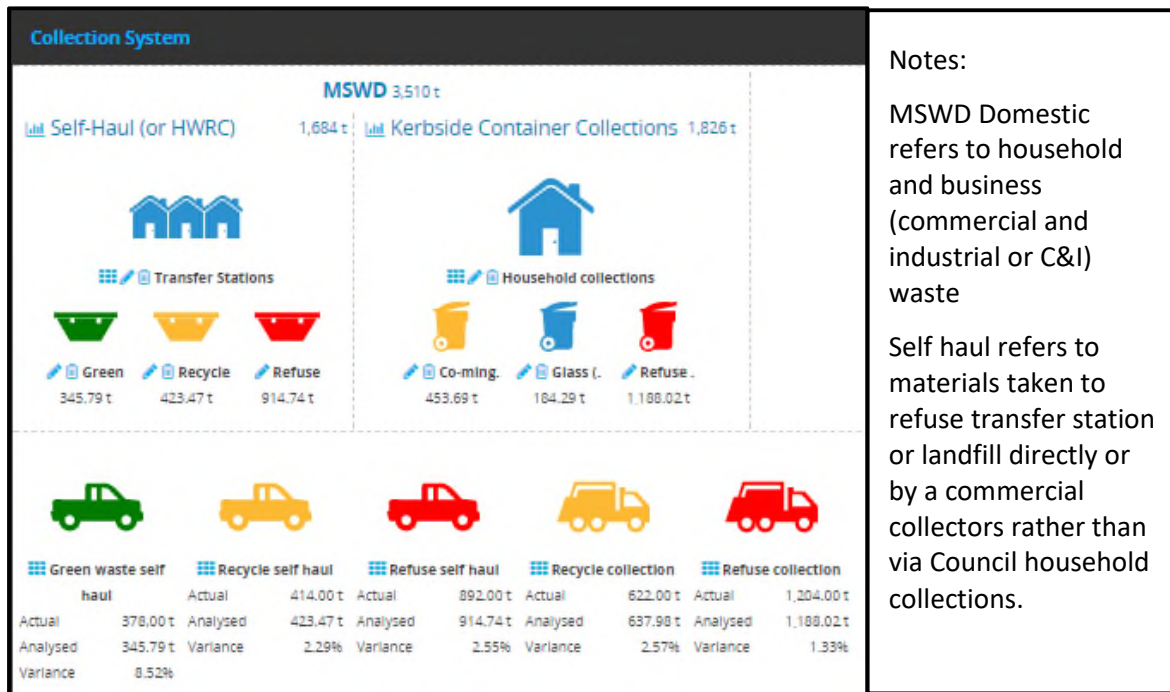 Collection System
MSWD 3,510 t
Self-Haul (or HWRC) 1,684 t
Kerbside Container Collections 1,826 t
Transfer Stations
Household collections
Green Recycle Refuse
345.79 t 423.47 t 914.74 t
Co-ming. Glass (. Refuse .
453.69 t 184.29 t 1,188.02 t
Green waste self
haul
Actual 378.00 t
Analysed 345.79 t
Variance 8.52%
Recycle self haul
Actual 414.00 t
Analysed 423.47 t
Variance 2.29%
Refuse self haul
Actual 892.00 t
Analysed 914.74 t
Variance 2.55%
Recycle collection
Actual 622.00 t
Analysed 637.98 t
Variance 2.57%
Refuse collection
Actual 1,204.00 t
Analysed 1,188.02 t
Variance 1.33%
Notes:
MSWD Domestic
refers to household
and business
(commercial and
industrial or C&I)
waste
Self haul refers to
materials taken to
refuse transfer station
or landfill directly or
by a commercial
collectors rather than
via Council household
collections.